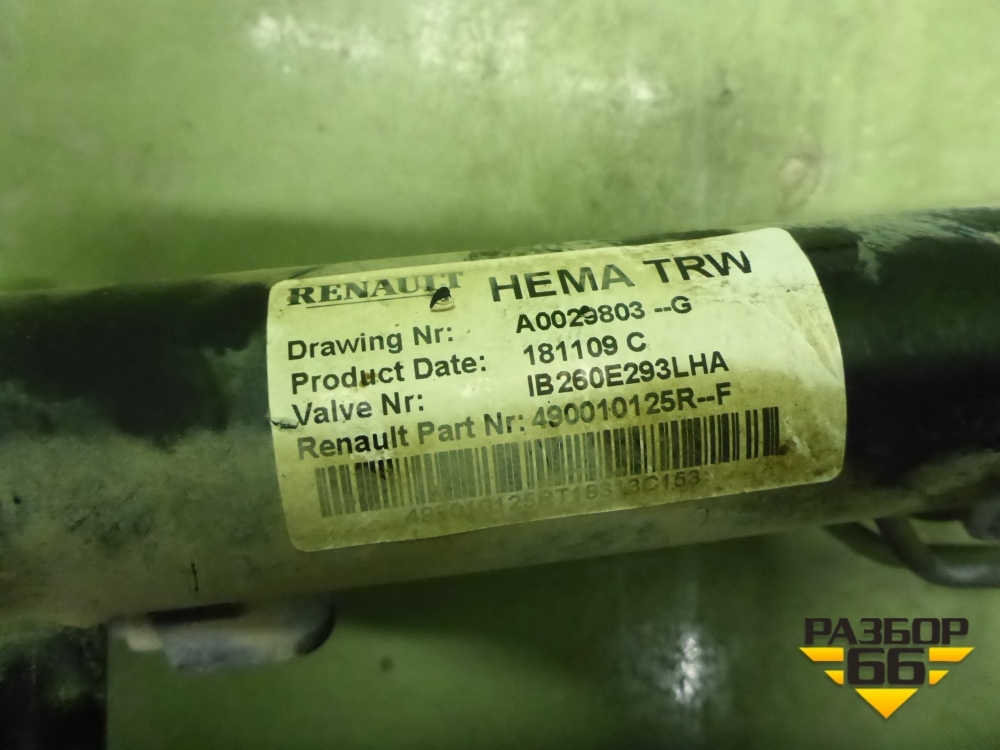 RENAULT HEMA TRW
Drawing Nr: A0029803 --G
Product Date: 181109 C
Valve Nr: IB260E293LHA
Renault Part Nr: 490010125R--F
РАЗБОР
66